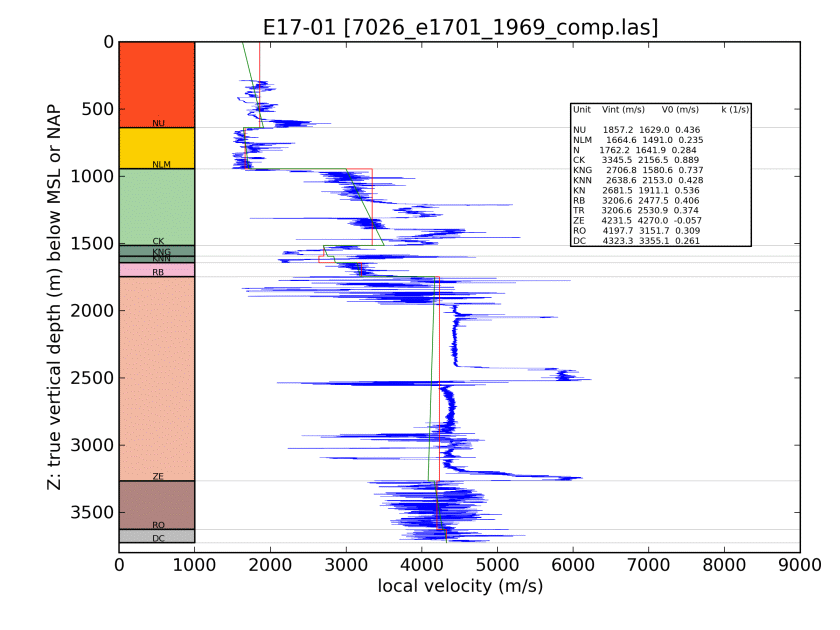 E17-01 [7026_e1701_1969_comp.las]
Z: true vertical depth (m) below MSL or NAP
0
500
1000
1500
2000
2500
3000
3500
NU
NLM
CK
KNG
KNN
RB
ZE
RO
DC
Unit Vint (m/s) V0 (m/s) k (1/s)
NU 1857.2 1629.0 0.436
NLM 1664.6 1491.0 0.235
N 1762.2 1641.9 0.284
CK 3345.5 2156.5 0.889
KNG 2706.8 1580.6 0.737
KNN 2638.6 2153.0 0.428
KN 2681.5 1911.1 0.536
RB 3206.6 2477.5 0.406
TR 3206.6 2530.9 0.374
ZE 4231.5 4270.0 -0.057
RO 4197.7 3151.7 0.309
DC 4323.3 3355.1 0.261
0 1000 2000 3000 4000 5000 6000 7000 8000 9000
local velocity (m/s)